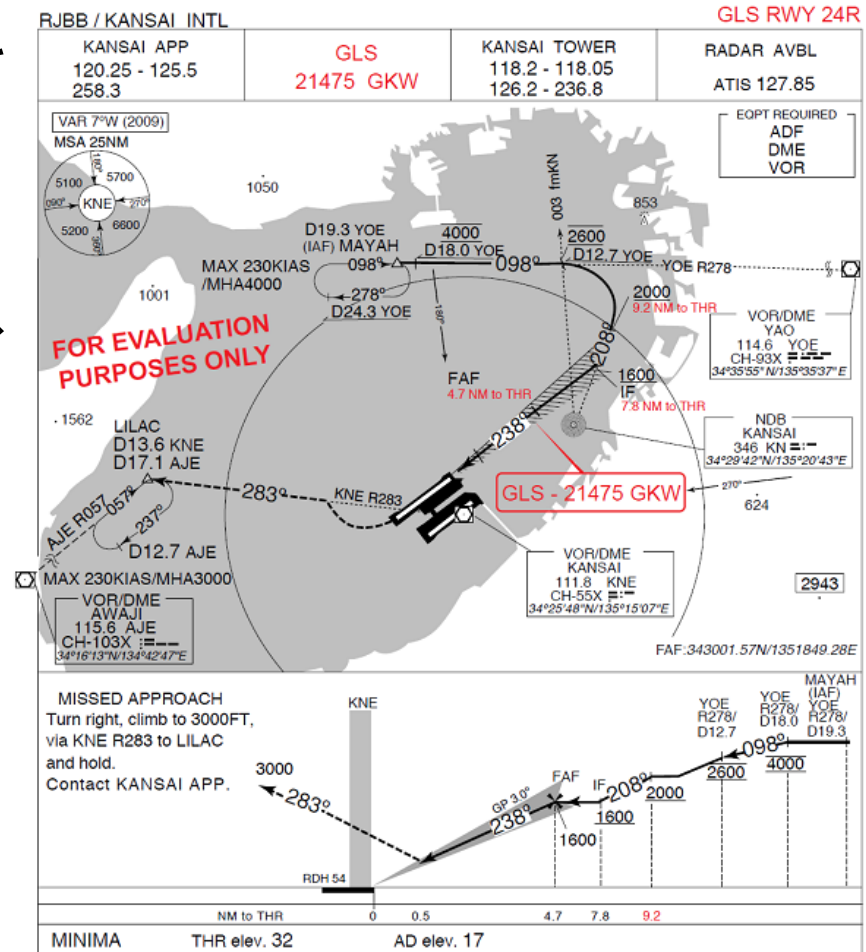 RJBB / KANSAI INTL
GLS RWY 24R
KANSAI APP
120.25 - 125.5
258.3
GLS
21475 GKW
KANSAI TOWER
118.2 - 118.05
126.2 - 236.8
RADAR AVBL
ATIS 127.85
VAR 7°W (2009)
MSA 25NM
180°
5100
5700
090°
KNE
270°
5200
6600
360°
1050
EQPT REQUIRED
ADF
DME
VOR
003 fmKN
853
D19.3 YOE
(IAF) MAYAH
4000
D18.0 YOE
2600
D12.7 YOE
098°
098°
YOE R278
MAX 230KIAS
/MHA4000
278°
D24.3 YOE
1001
180°
2000
9.2 NM to THR
208°
VOR/DME
YAO
114.6 YOE
CH-93X
34°35'55"N/135°35'37"E
FOR EVALUATION
PURPOSES ONLY
FAF
4.7 NM to THR
1600
IF
7.8 NM to THR
1562
LILAC
D13.6 KNE
D17.1 AJE
238°
NDB
KANSAI
346 KN
34°29'42"N/135°20'43"E
283°
KNE R283
GLS - 21475 GKW
270°
624
AJE R057
057°
237°
D12.7 AJE
MAX 230KIAS/MHA3000
VOR/DME
KANSAI
111.8 KNE
CH-55X
34°25'48"N/135°15'07"E
2943
VOR/DME
AWAJI
115.6 AJE
CH-103X
34°16'13"N/134°42'47"E
FAF:343001.57N/1351849.28E
MISSED APPROACH
Turn right, climb to 3000FT,
via KNE R283 to LILAC
and hold.
Contact KANSAI APP.
KNE
3000
283°
YOE
R278/
D12.7
YOE
R278/
D18.0
MAYAH
(IAF)
YOE
R278/
D19.3
098°
4000
2600
208°
2000
FAF
IF
GP 3.0°
238°
1600
1600
RDH 54
NM to THR
0
0.5
4.7
7.8
9.2
MINIMA
THR elev. 32
AD elev. 17